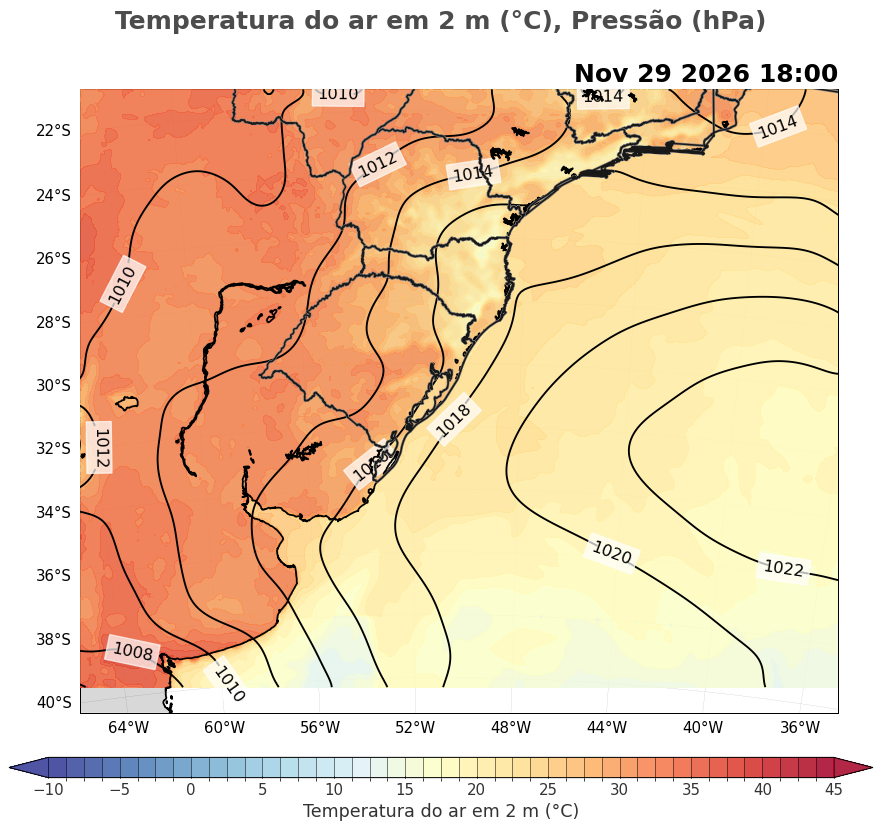 Temperatura do ar em 2 m (°C), Pressão (hPa)
Nov 29 2026 18:00
1010
1014
1014
22°S
1012
1014
24°S
26°S
1010
28°S
30°S
1018
32°S
1012
34°S
1020
1022
36°S
38°S
1008
1010
40°S
64°W 60°W 56°W 52°W 48°W 44°W 40°W 36°W
−10 −5 0 5 10 15 20 25 30 35 40 45
Temperatura do ar em 2 m (°C)